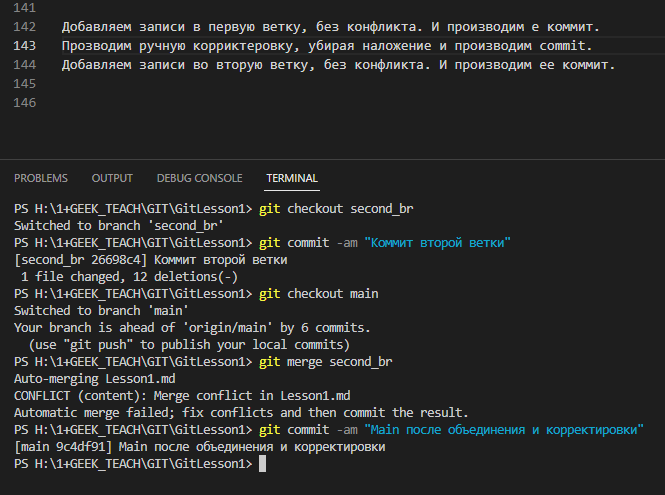 141
142 Добавляем записи в первую ветку, без конфликта. И производим е коммит.
143 Прозводим ручную корриктеровку, убирая наложение и производим commit.
144 Добавляем записи во вторую ветку, без конфликта. И производим ее коммит.
145
146
PROBLEMS OUTPUT DEBUG CONSOLE TERMINAL
PS H:\1+GEEK_TEACH\GIT\GitLesson1> git checkout second_br
Switched to branch 'second_br'
PS H:\1+GEEK_TEACH\GIT\GitLesson1> git commit -am "Коммит второй ветки"
[second_br 26698c4] Коммит второй ветки
1 file changed, 12 deletions(-)
PS H:\1+GEEK_TEACH\GIT\GitLesson1> git checkout main
Switched to branch 'main'
Your branch is ahead of 'origin/main' by 6 commits.
(use "git push" to publish your local commits)
PS H:\1+GEEK_TEACH\GIT\GitLesson1> git merge second_br
Auto-merging Lesson1.md
CONFLICT (content): Merge conflict in Lesson1.md
Automatic merge failed; fix conflicts and then commit the result.
PS H:\1+GEEK_TEACH\GIT\GitLesson1> git commit -am "Main после объединения и корректировки"
[main 9c4df91] Main после объединения и корректировки
PS H:\1+GEEK_TEACH\GIT\GitLesson1>